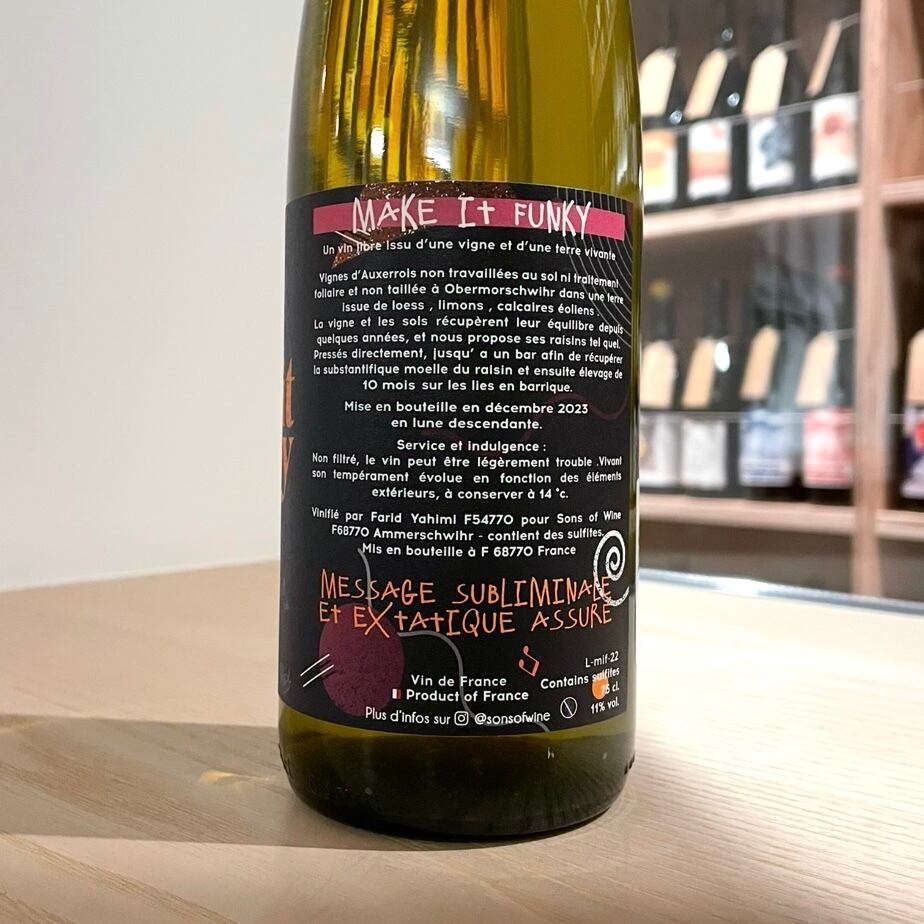 MAKE It FUNKY
Un vin libre issu d'une vigne et d'une terre vivante
Vignes d'Auxerrois non travaillées au sol ni traitement
foliaire et non taillée à Obermorschwihr dans une terre
issue de loess , limons , calcaires éoliens .
La vigne et les sols récupèrent leur équilibre depuis
quelques années, et nous propose ses raisins tel quel.
Pressés directement, jusqu' a un bar afin de récupérer
la substantifique moelle du raisin et ensuite élevage de
10 mois sur les lies en barrique.
Mise en bouteille en décembre 2023
en lune descendante.
Service et indulgence :
Non filtré, le vin peut être légèrement trouble .Vivant
son tempérament évolue en fonction des éléments
extérieurs, à conserver à 14 °c.
Vinifié par Farid Yahimi F54770 pour Sons of Wine
F68770 Ammerschwihr - contient des sulfites.
Mis en bouteille à F 68770 France
MESSAGE SUBLIMINALE
Et EXtAtIQUE ASSURÉ
L-mif-22
Vin de France
Contains sulfites
Product of France
75 cl.
11% vol.
Plus d'infos sur @sonsofwine